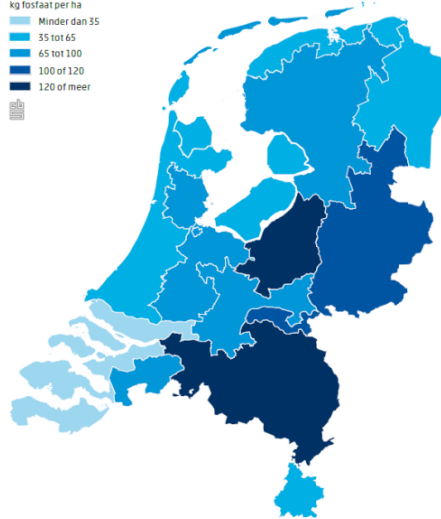 kg fosfaat per ha
Minder dan 35
35 tot 65
65 tot 100
100 of 120
120 of meer